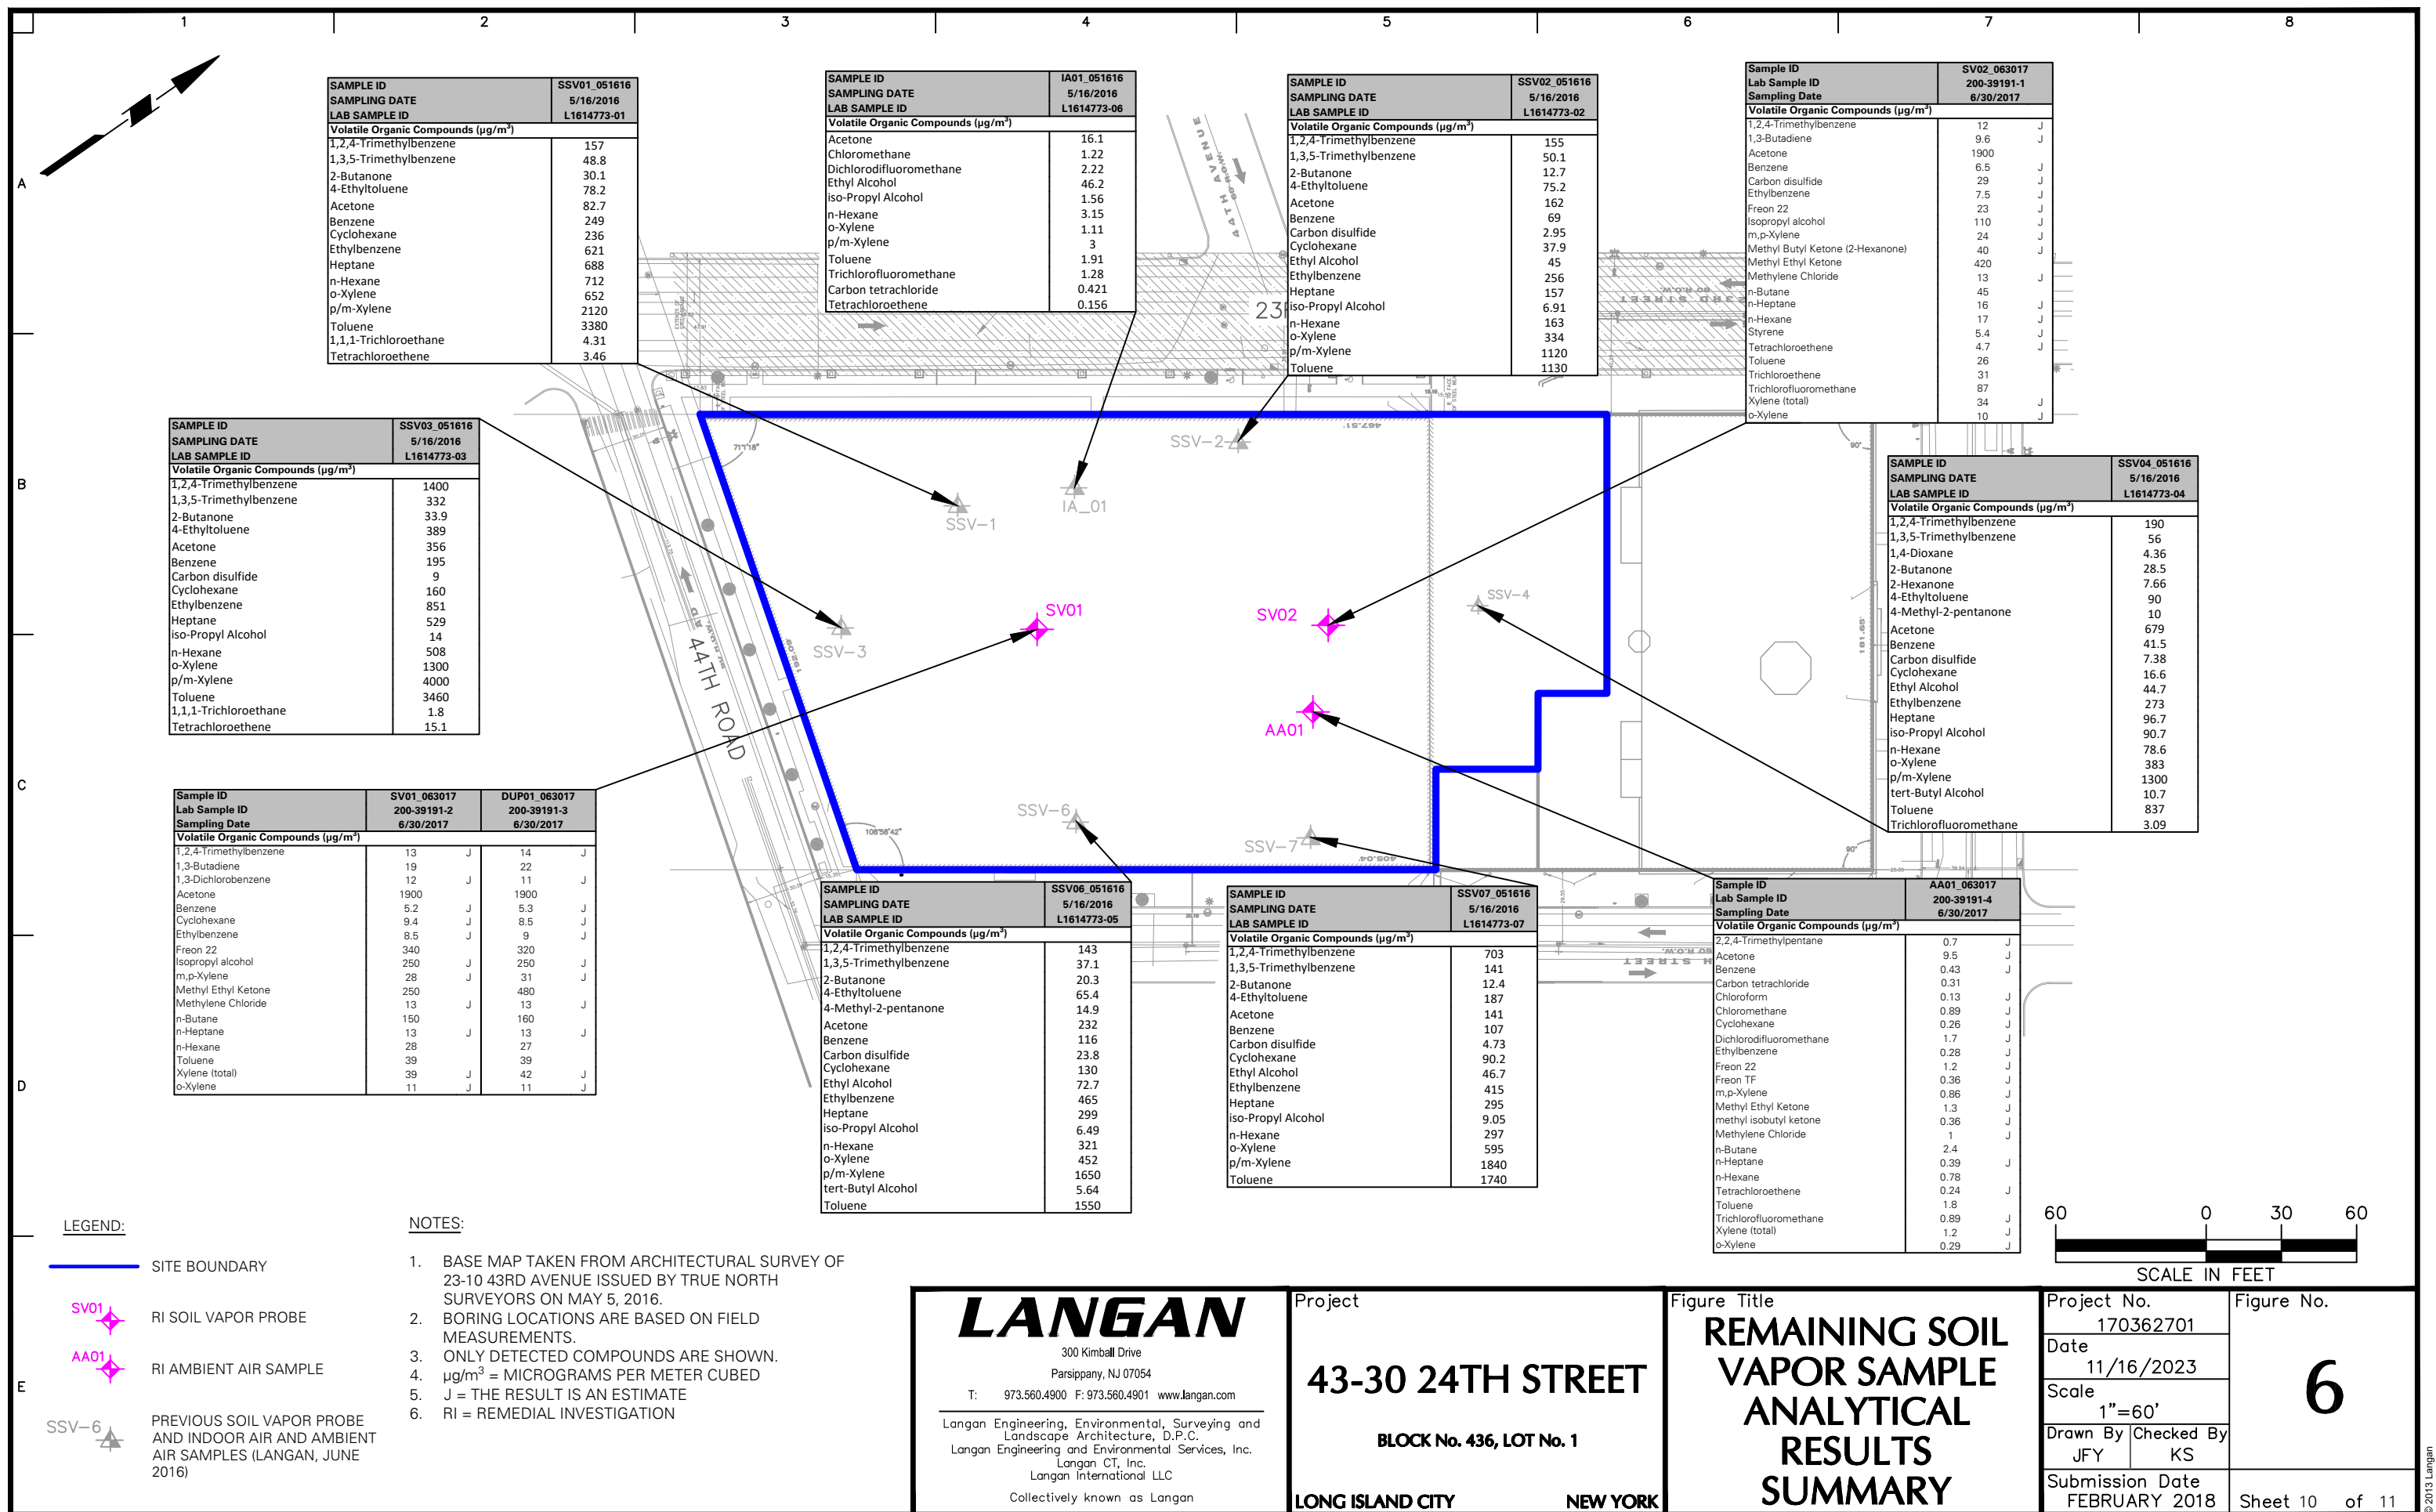 1 2 3 4 5 6 7 8
A
B
C
D
E
SAMPLE ID SSV01_051616
SAMPLING DATE 5/16/2016
LAB SAMPLE ID L1614773-01
Volatile Organic Compounds (µg/m³)
1,2,4-Trimethylbenzene 157
1,3,5-Trimethylbenzene 48.8
2-Butanone 30.1
4-Ethyltoluene 78.2
Acetone 82.7
Benzene 249
Cyclohexane 236
Ethylbenzene 621
Heptane 688
n-Hexane 712
o-Xylene 652
p/m-Xylene 2120
Toluene 3380
1,1,1-Trichloroethane 4.31
Tetrachloroethene 3.46
SAMPLE ID IA01_051616
SAMPLING DATE 5/16/2016
LAB SAMPLE ID L1614773-06
Volatile Organic Compounds (µg/m³)
Acetone 16.1
Chloromethane 1.22
Dichlorodifluoromethane 2.22
Ethyl Alcohol 46.2
iso-Propyl Alcohol 1.56
n-Hexane 3.15
o-Xylene 1.11
p/m-Xylene 3
Toluene 1.91
Trichlorofluoromethane 1.28
Carbon tetrachloride 0.421
Tetrachloroethene 0.156
SAMPLE ID SSV02_051616
SAMPLING DATE 5/16/2016
LAB SAMPLE ID L1614773-02
Volatile Organic Compounds (µg/m³)
1,2,4-Trimethylbenzene 155
1,3,5-Trimethylbenzene 50.1
2-Butanone 12.7
4-Ethyltoluene 75.2
Acetone 162
Benzene 69
Carbon disulfide 2.95
Cyclohexane 37.9
Ethyl Alcohol 45
Ethylbenzene 256
Heptane 157
iso-Propyl Alcohol 6.91
n-Hexane 163
o-Xylene 334
p/m-Xylene 1120
Toluene 1130
Sample ID SV02_063017
Lab Sample ID 200-39191-1
Sampling Date 6/30/2017
Volatile Organic Compounds (µg/m³)
1,2,4-Trimethylbenzene 12 J
1,3-Butadiene 9.6 J
Acetone 1900
Benzene 6.5 J
Carbon disulfide 29 J
Ethylbenzene 7.5 J
Freon 22 23 J
Isopropyl alcohol 110 J
m,p-Xylene 24 J
Methyl Butyl Ketone (2-Hexanone) 40 J
Methyl Ethyl Ketone 420
Methylene Chloride 13 J
n-Butane 45
n-Heptane 16 J
n-Hexane 17 J
Styrene 5.4 J
Tetrachloroethene 4.7 J
Toluene 26
Trichloroethene 31
Trichlorofluoromethane 87
Xylene (total) 34 J
o-Xylene 10 J
SAMPLE ID SSV03_051616
SAMPLING DATE 5/16/2016
LAB SAMPLE ID L1614773-03
Volatile Organic Compounds (µg/m³)
1,2,4-Trimethylbenzene 1400
1,3,5-Trimethylbenzene 332
2-Butanone 33.9
4-Ethyltoluene 389
Acetone 356
Benzene 195
Carbon disulfide 9
Cyclohexane 160
Ethylbenzene 851
Heptane 529
iso-Propyl Alcohol 14
n-Hexane 508
o-Xylene 1300
p/m-Xylene 4000
Toluene 3460
1,1,1-Trichloroethane 1.8
Tetrachloroethene 15.1
SAMPLE ID SSV04_051616
SAMPLING DATE 5/16/2016
LAB SAMPLE ID L1614773-04
Volatile Organic Compounds (µg/m³)
1,2,4-Trimethylbenzene 190
1,3,5-Trimethylbenzene 56
1,4-Dioxane 4.36
2-Butanone 28.5
2-Hexanone 7.66
4-Ethyltoluene 90
4-Methyl-2-pentanone 10
Acetone 679
Benzene 41.5
Carbon disulfide 7.38
Cyclohexane 16.6
Ethyl Alcohol 44.7
Ethylbenzene 273
Heptane 96.7
iso-Propyl Alcohol 90.7
n-Hexane 78.6
o-Xylene 383
p/m-Xylene 1300
tert-Butyl Alcohol 10.7
Toluene 837
Trichlorofluoromethane 3.09
Sample ID SV01_063017 DUP01_063017
Lab Sample ID 200-39191-2 200-39191-3
Sampling Date 6/30/2017 6/30/2017
Volatile Organic Compounds (µg/m³)
1,2,4-Trimethylbenzene 13 J 14 J
1,3-Butadiene 19 22
1,3-Dichlorobenzene 12 J 11 J
Acetone 1900 1900
Benzene 5.2 J 5.3 J
Cyclohexane 9.4 J 8.5 J
Ethylbenzene 8.5 J 9 J
Freon 22 340 320
Isopropyl alcohol 250 J 250 J
m,p-Xylene 28 J 31 J
Methyl Ethyl Ketone 250 480
Methylene Chloride 13 J 13 J
n-Butane 150 160
n-Heptane 13 J 13 J
n-Hexane 28 27
Toluene 39 39
Xylene (total) 39 J 42 J
o-Xylene 11 J 11 J
SAMPLE ID SSV06_051616
SAMPLING DATE 5/16/2016
LAB SAMPLE ID L1614773-05
Volatile Organic Compounds (µg/m³)
1,2,4-Trimethylbenzene 143
1,3,5-Trimethylbenzene 37.1
2-Butanone 20.3
4-Ethyltoluene 65.4
4-Methyl-2-pentanone 14.9
Acetone 232
Benzene 116
Carbon disulfide 23.8
Cyclohexane 130
Ethyl Alcohol 72.7
Ethylbenzene 465
Heptane 299
iso-Propyl Alcohol 6.49
n-Hexane 321
o-Xylene 452
p/m-Xylene 1650
tert-Butyl Alcohol 5.64
Toluene 1550
SAMPLE ID SSV07_051616
SAMPLING DATE 5/16/2016
LAB SAMPLE ID L1614773-07
Volatile Organic Compounds (µg/m³)
1,2,4-Trimethylbenzene 703
1,3,5-Trimethylbenzene 141
2-Butanone 12.4
4-Ethyltoluene 187
Acetone 141
Benzene 107
Carbon disulfide 4.73
Cyclohexane 90.2
Ethyl Alcohol 46.7
Ethylbenzene 415
Heptane 295
iso-Propyl Alcohol 9.05
n-Hexane 297
o-Xylene 595
p/m-Xylene 1840
Toluene 1740
Sample ID AA01_063017
Lab Sample ID 200-39191-4
Sampling Date 6/30/2017
Volatile Organic Compounds (µg/m³)
2,2,4-Trimethylpentane 0.7 J
Acetone 9.5 J
Benzene 0.43 J
Carbon tetrachloride 0.31
Chloroform 0.13 J
Chloromethane 0.89 J
Cyclohexane 0.26 J
Dichlorodifluoromethane 1.7 J
Ethylbenzene 0.28 J
Freon 22 1.2 J
Freon TF 0.36 J
m,p-Xylene 0.86 J
Methyl Ethyl Ketone 1.3 J
methyl isobutyl ketone 0.36 J
Methylene Chloride 1 J
n-Butane 2.4
n-Heptane 0.39 J
n-Hexane 0.78
Tetrachloroethene 0.24 J
Toluene 1.8
Trichlorofluoromethane 0.89 J
Xylene (total) 1.2 J
o-Xylene 0.29 J
44TH AVENUE
60 R.O.W.
23RD STREET
60 R.O.W.
467.51'
71°1'18"
90°
SSV-2
SSV-1
IA_01
SV01
SV02
SSV-4
SSV-3
AA01
SSV-6
SSV-7
44TH ROAD
192.09'
181.65'
108°58'42"
405.04'
90°
LEGEND:
SITE BOUNDARY
SV01 RI SOIL VAPOR PROBE
AA01 RI AMBIENT AIR SAMPLE
SSV-6 PREVIOUS SOIL VAPOR PROBE
AND INDOOR AIR AND AMBIENT
AIR SAMPLES (LANGAN, JUNE
2016)
NOTES:
1. BASE MAP TAKEN FROM ARCHITECTURAL SURVEY OF
23-10 43RD AVENUE ISSUED BY TRUE NORTH
SURVEYORS ON MAY 5, 2016.
2. BORING LOCATIONS ARE BASED ON FIELD
MEASUREMENTS.
3. ONLY DETECTED COMPOUNDS ARE SHOWN.
4. µg/m³ = MICROGRAMS PER METER CUBED
5. J = THE RESULT IS AN ESTIMATE
6. RI = REMEDIAL INVESTIGATION
60 0 30 60
SCALE IN FEET
LANGAN
300 Kimball Drive
Parsippany, NJ 07054
T: 973.560.4900 F: 973.560.4901 www.langan.com
Langan Engineering, Environmental, Surveying and
Landscape Architecture, D.P.C.
Langan Engineering and Environmental Services, Inc.
Langan CT, Inc.
Langan International LLC
Collectively known as Langan
Project
43-30 24TH STREET
BLOCK No. 436, LOT No. 1
LONG ISLAND CITY NEW YORK
Figure Title
REMAINING SOIL
VAPOR SAMPLE
ANALYTICAL
RESULTS
SUMMARY
Project No.
170362701
Date
11/16/2023
Scale
1"=60'
Drawn By Checked By
JFY KS
Submission Date
FEBRUARY 2018
Figure No.
6
Sheet 10 of 11
© 2013 Langan